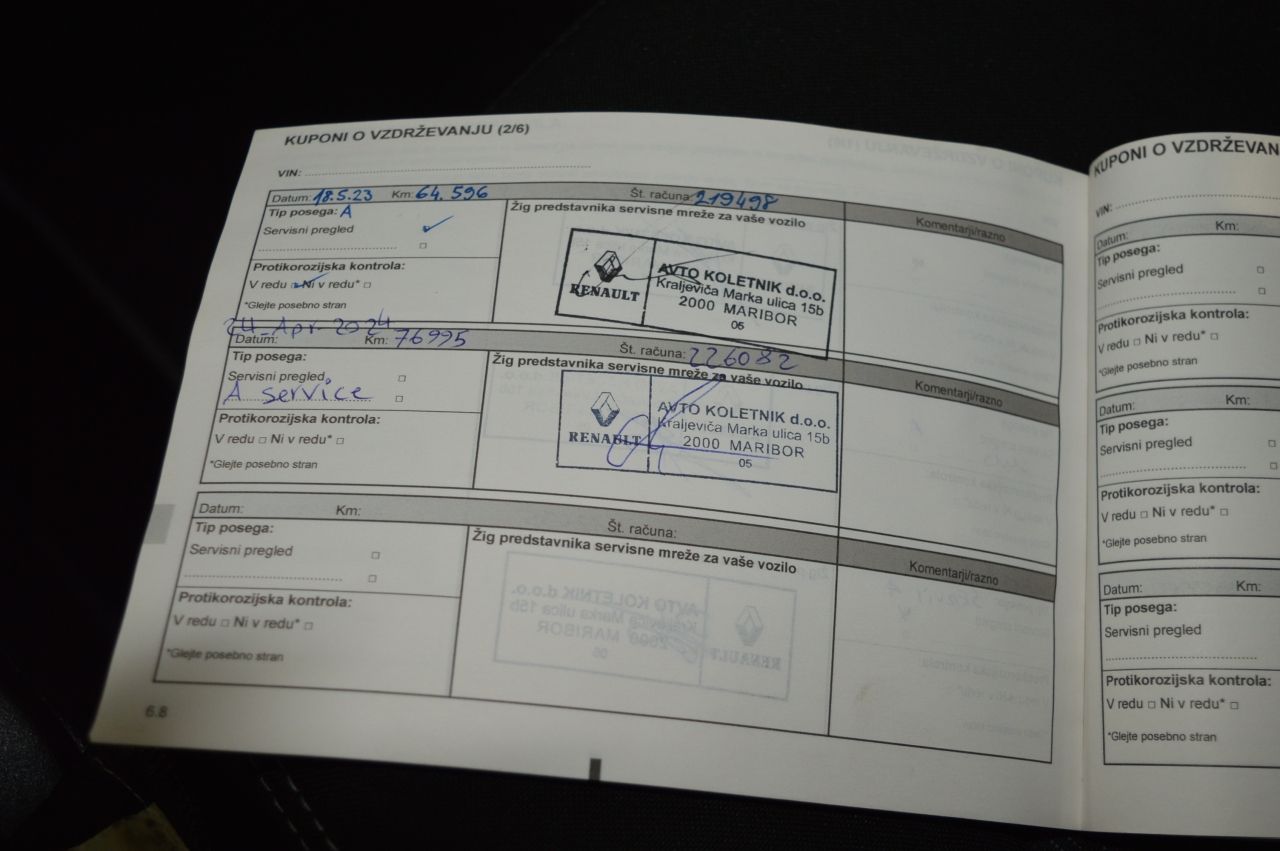 KUPONI O VZDRŽEVANJU (2/6)
VIN:
Datum: 18.5.23 Km: 64.596 Št. računa: 219498
Tip posega: A
Servisni pregled
Protikorozijska kontrola:
V redu □ Ni v redu* □
*Glejte posebno stran
Žig predstavnika servisne mreže za vaše vozilo
RENAULT
AVTO KOLETNIK d.o.o.
Kraljeviča Marka ulica 15b
2000 MARIBOR
05
Komentarji/razno
24 Apr 2024
Datum: Km: 76995 Št. računa: 226082
Tip posega:
Servisni pregled □
A service □
Protikorozijska kontrola:
V redu □ Ni v redu* □
*Glejte posebno stran
Žig predstavnika servisne mreže za vaše vozilo
RENAULT
AVTO KOLETNIK d.o.o.
Kraljeviča Marka ulica 15b
2000 MARIBOR
05
Komentarji/razno
Datum: Km: Št. računa:
Tip posega:
Servisni pregled □
□
Protikorozijska kontrola:
V redu □ Ni v redu* □
*Glejte posebno stran
Žig predstavnika servisne mreže za vaše vozilo
Komentarji/razno
6.8
KUPONI O VZDRŽEVAN
VIN:
Datum: Km:
Tip posega:
Servisni pregled □
□
Protikorozijska kontrola:
V redu □ Ni v redu* □
*Glejte posebno stran
Datum: Km:
Tip posega:
Servisni pregled □
□
Protikorozijska kontrola:
V redu □ Ni v redu* □
*Glejte posebno stran
Datum: Km:
Tip posega:
Servisni pregled
Protikorozijska kontrola:
V redu □ Ni v redu* □
*Glejte posebno stran